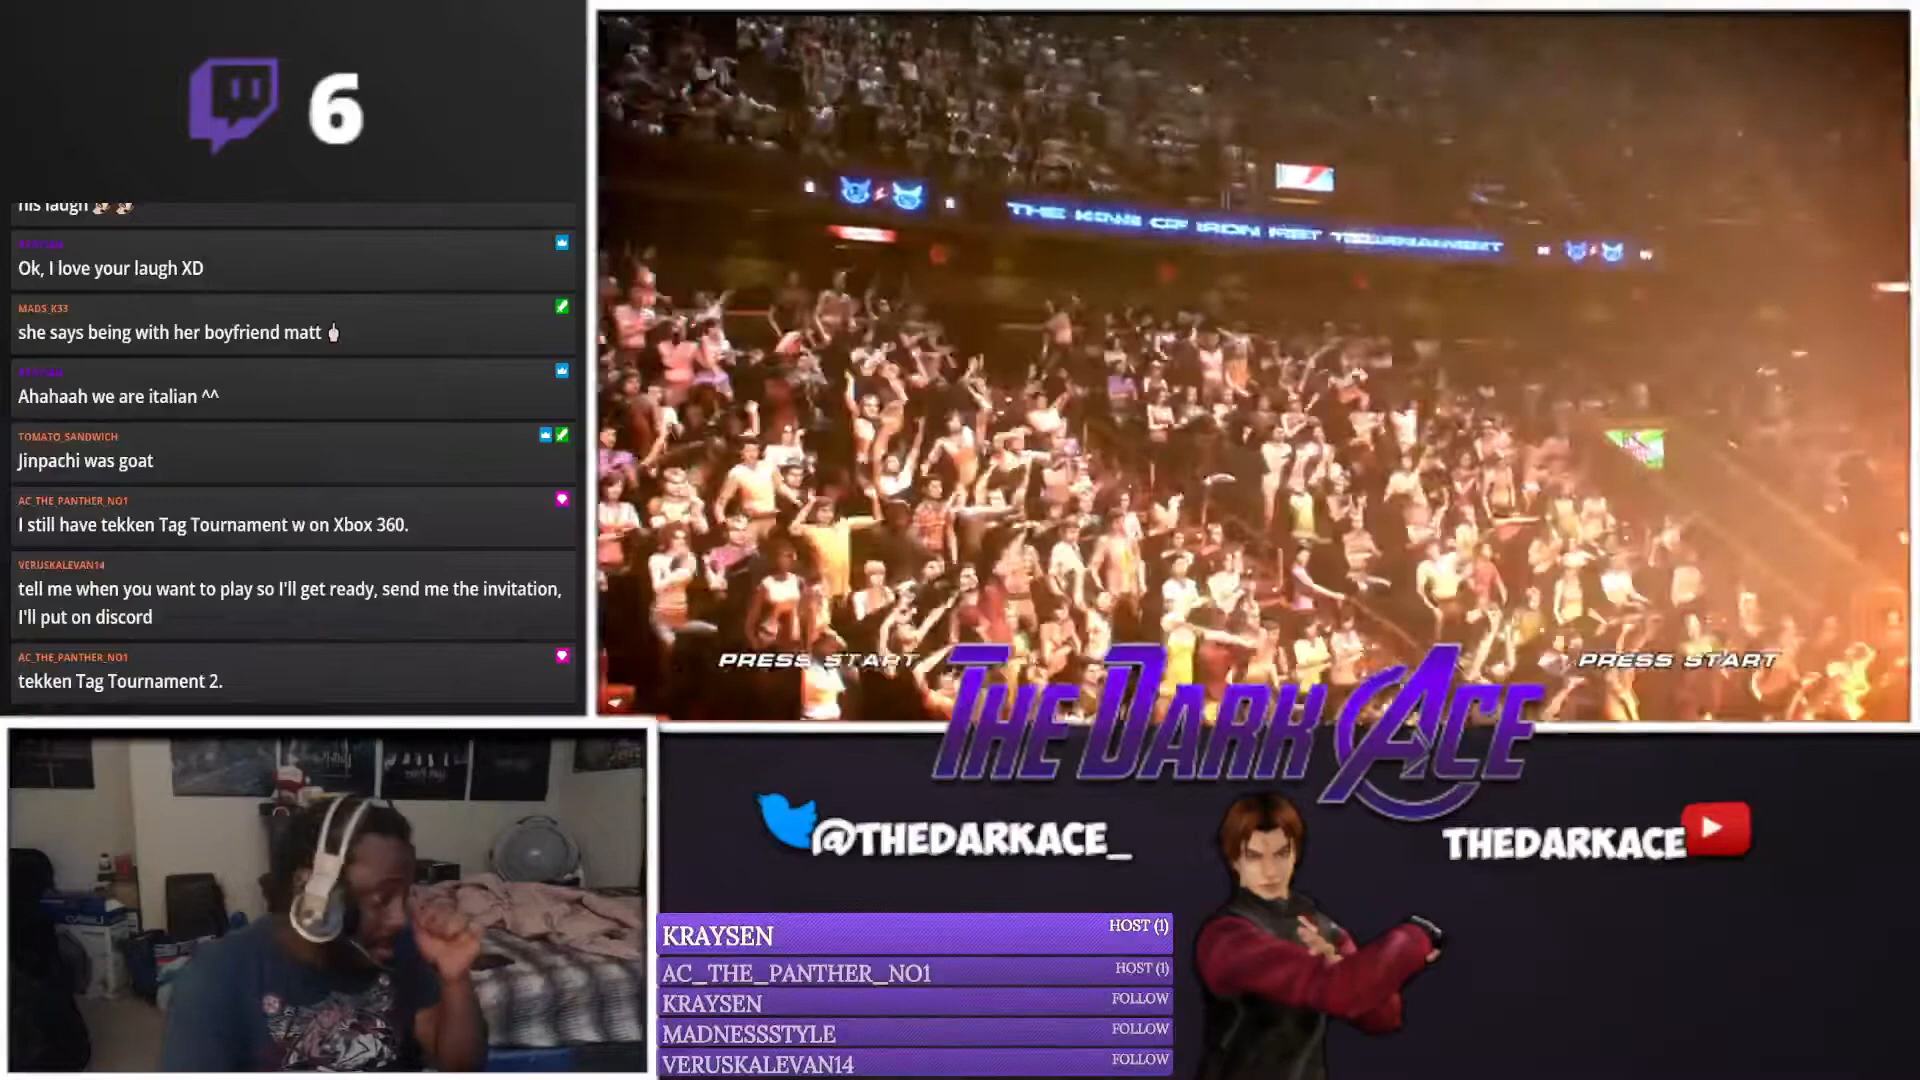 6
his laugh
Ok, I love your laugh XD
MADS_K33
she says being with her boyfriend matt
Ahahaah we are italian ^^
TOMATO_SANDWICH
Jinpachi was goat
AC_THE_PANTHER_NO1
I still have tekken Tag Tournament w on Xbox 360.
VERUSKALEVAN14
tell me when you want to play so I'll get ready, send me the invitation,
I'll put on discord
AC_THE_PANTHER_NO1
tekken Tag Tournament 2.
THE KING OF IRON FIST TOURNAMENT
PRESS START
PRESS START
THE DARK ACE
@THEDARKACE_
THEDARKACE
KRAYSEN HOST (1)
AC_THE_PANTHER_NO1 HOST (1)
KRAYSEN FOLLOW
MADNESSSTYLE FOLLOW
VERUSKALEVAN14 FOLLOW